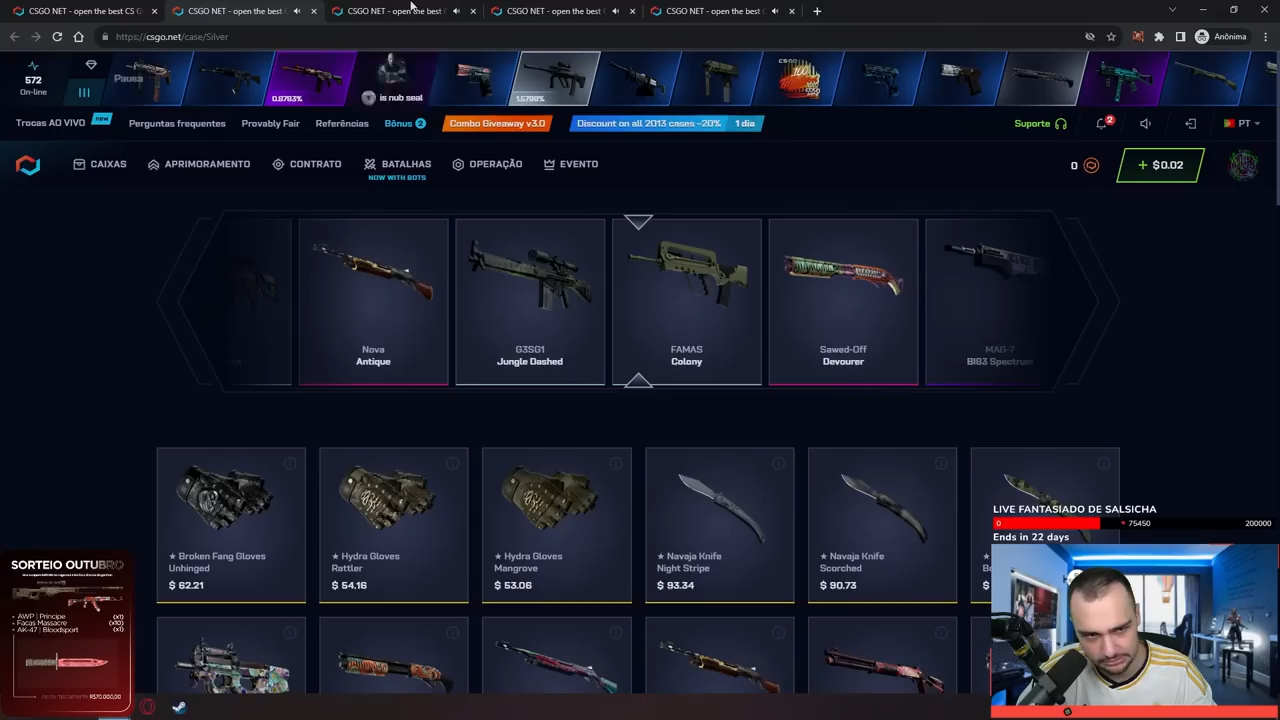 CSGO NET - open the best CS G
CSGO NET - open the best
CSGO NET - open the best
CSGO NET - open the best
CSGO NET - open the best
https://csgo.net/case/Silver
Anônima
572
On-line
Pausa
0.8793%
is nub seal
1.5798%
Trocas AO VIVO
new
Perguntas frequentes
Provably Fair
Referências
Bônus 2
Combo Giveaway v3.0
Discount on all 2013 cases -20%
1 dia
Suporte
2
PT
CAIXAS
APRIMORAMENTO
CONTRATO
BATALHAS
NOW WITH BOTS
OPERAÇÃO
EVENTO
0
+ $0.02
Nova
Antique
G3SG1
Jungle Dashed
FAMAS
Colony
Sawed-Off
Devourer
MAG-7
BI83 Spectrum
★ Broken Fang Gloves
Unhinged
$ 62.21
★ Hydra Gloves
Rattler
$ 54.16
★ Hydra Gloves
Mangrove
$ 53.06
★ Navaja Knife
Night Stripe
$ 93.34
★ Navaja Knife
Scorched
$ 90.73
LIVE FANTASIADO DE SALSICHA
0
75450
200000
Ends in 22 days
SORTEIO OUTUBRO
- AWP | Principe (x1)
- Facas Massacre (x10)
- AK-47 | Bloodsport (x1)
R$70.000,00